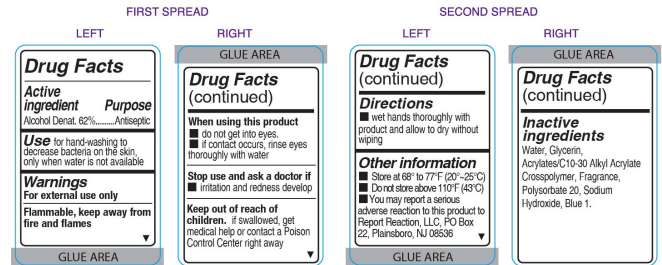 FIRST SPREAD
LEFT
Drug Facts
Active
ingredient Purpose
Alcohol Denat. 62%.........Antiseptic
Use for hand-washing to
decrease bacteria on the skin,
only when water is not available
Warnings
For external use only
Flammable, keep away from
fire and flames
▼
GLUE AREA
RIGHT
GLUE AREA
Drug Facts
(continued)
When using this product
■ do not get into eyes.
■ if contact occurs, rinse eyes
thoroughly with water
Stop use and ask a doctor if
■ irritation and redness develop
Keep out of reach of
children. if swallowed, get
medical help or contact a Poison
Control Center right away
▼
SECOND SPREAD
LEFT
Drug Facts
(continued)
Directions
■ wet hands thoroughly with
product and allow to dry without
wiping
Other information
■ Store at 68° to 77°F (20°~25°C)
■ Do not store above 110°F (43°C)
■ You may report a serious
adverse reaction to this product to
Report Reaction, LLC, PO Box
22, Plainsboro, NJ 08536
▼
GLUE AREA
RIGHT
GLUE AREA
Drug Facts
(continued)
Inactive
ingredients
Water, Glycerin,
Acrylates/C10-30 Alkyl Acrylate
Crosspolymer, Fragrance,
Polysorbate 20, Sodium
Hydroxide, Blue 1.